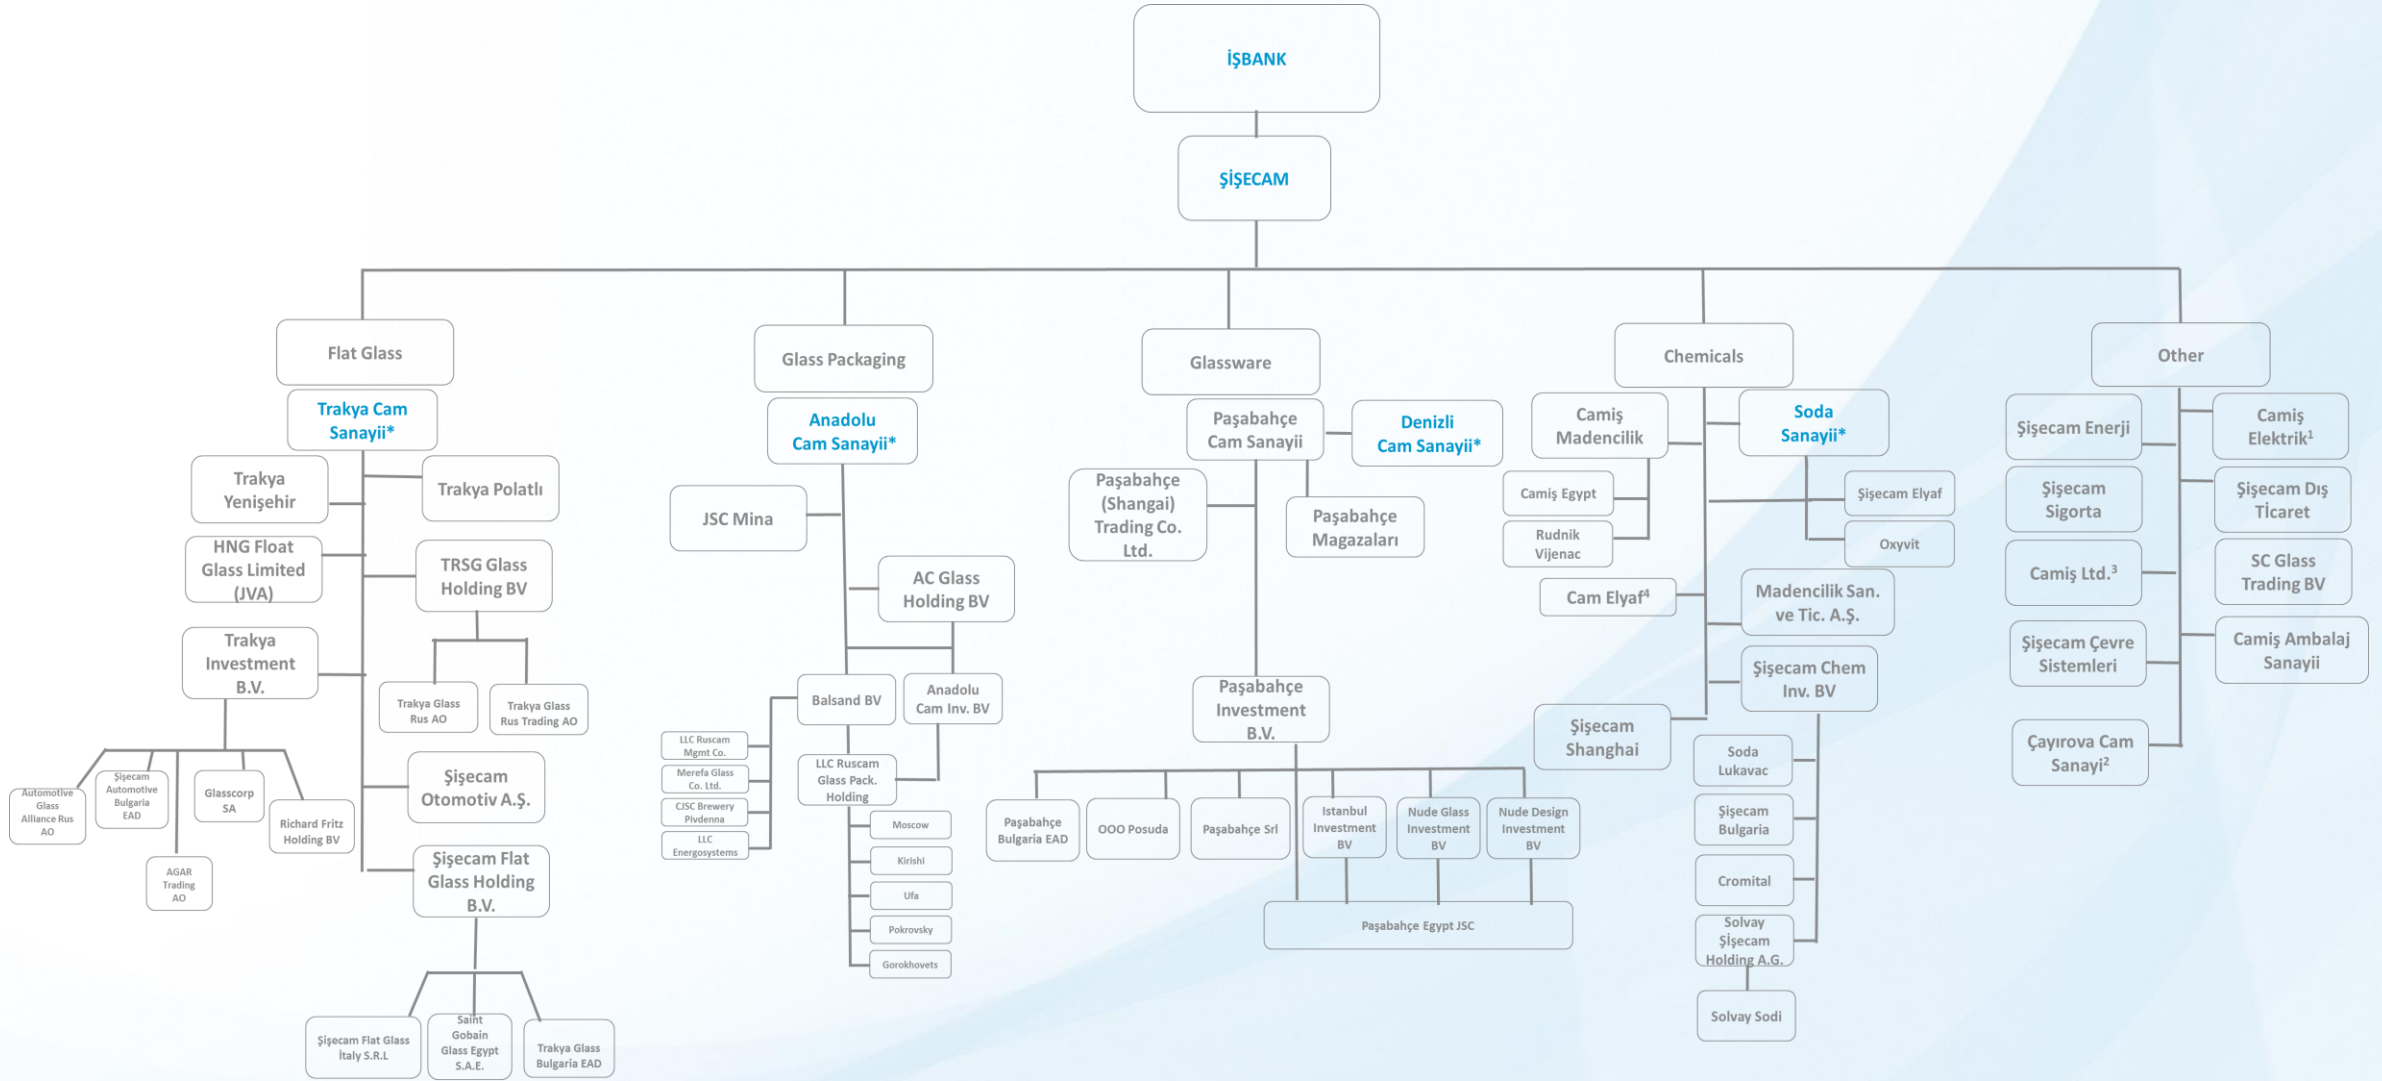 İŞBANK
ŞİŞECAM
Flat Glass
Trakya Cam
Sanayii*
Trakya
Yenişehir
Trakya Polatlı
HNG Float
Glass Limited
(JVA)
TRSG Glass
Holding BV
Trakya
Investment
B.V.
Trakya Glass
Rus AO
Trakya Glass
Rus Trading AO
Automotive
Glass
Alliance Rus
AO
Şişecam
Automotive
Bulgaria
EAD
AGAR
Trading
AO
Glasscorp
SA
Richard Fritz
Holding BV
Şişecam
Otomotiv A.Ş.
Şişecam Flat
Glass Holding
B.V.
Şişecam Flat Glass
İtaly S.R.L
Saint
Gobain
Glass Egypt
S.A.E.
Trakya Glass
Bulgaria EAD
Glass Packaging
Anadolu
Cam Sanayii*
JSC Mina
AC Glass
Holding BV
Balsand BV
Anadolu
Cam Inv. BV
LLC Ruscam
Mgmt Co.
Merefa Glass
Co. Ltd.
CJSC Brewery
Pivdenna
LLC
Energosystems
LLC Ruscam
Glass Pack.
Holding
Moscow
Kirishi
Ufa
Pokrovsky
Gorokhovets
Glassware
Paşabahçe
Cam Sanayii
Denizli
Cam Sanayii*
Paşabahçe
(Shangai)
Trading Co.
Ltd.
Paşabahçe
Magazaları
Paşabahçe
Investment
B.V.
Paşabahçe
Bulgaria EAD
OOO Posuda
Paşabahçe Srl
Istanbul
Investment
BV
Nude Glass
Investment
BV
Nude Design
Investment
BV
Paşabahçe Egypt JSC
Chemicals
Camiş
Madencilik
Soda
Sanayii*
Camiş Egypt
Rudnik
Vijenac
Şişecam Elyaf
Oxyvit
Cam Elyaf⁴
Madencilik San.
ve Tic. A.Ş.
Şişecam Chem
Inv. BV
Şişecam
Shanghai
Soda
Lukavac
Şişecam
Bulgaria
Cromital
Solvay
Şişecam
Holding A.G.
Solvay Sodi
Other
Şişecam Enerji
Camiş
Elektrik¹
Şişecam
Sigorta
Şişecam Dış
Tİcaret
Camiş Ltd.³
SC Glass
Trading BV
Şişecam Çevre
Sistemleri
Camiş Ambalaj
Sanayii
Çayırova Cam
Sanayi²